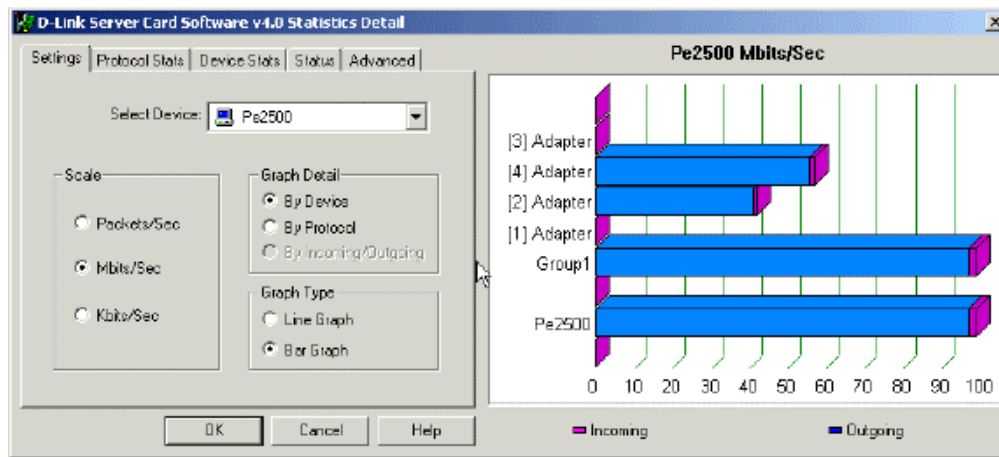 D-Link Server Card Software v4.0 Statistics Detail
Settings Protocol Stats Device Stats Status Advanced
Select Device: Pe2500
Scale
Packets/Sec
Mbits/Sec
Kbits/Sec
Graph Detail
By Device
By Protocol
By Incoming/Outgoing
Graph Type
Line Graph
Bar Graph
OK Cancel Help
Pe2500 Mbits/Sec
[3] Adapter
[4] Adapter
[2] Adapter
[1] Adapter
Group1
Pe2500
0 10 20 30 40 50 60 70 80 90 100
Incoming Outgoing